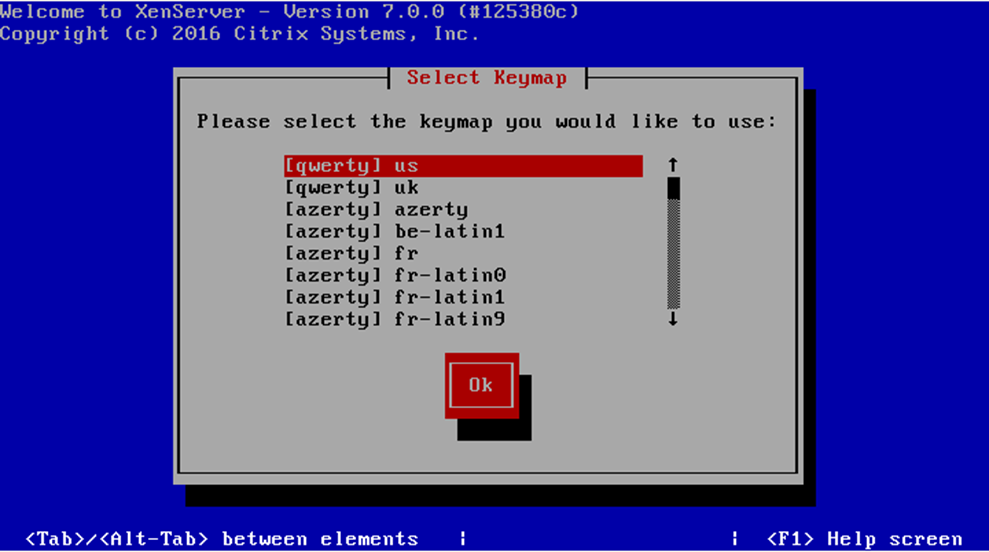 Welcome to XenServer - Version 7.0.0 (#125380c)
Copyright (c) 2016 Citrix Systems, Inc.
Select Keymap
Please select the keymap you would like to use:
[qwerty] us
[qwerty] uk
[azerty] azerty
[azerty] be-latin1
[azerty] fr
[azerty] fr-latin0
[azerty] fr-latin1
[azerty] fr-latin9
Ok
<Tab>/<Alt-Tab> between elements | | <F1> Help screen